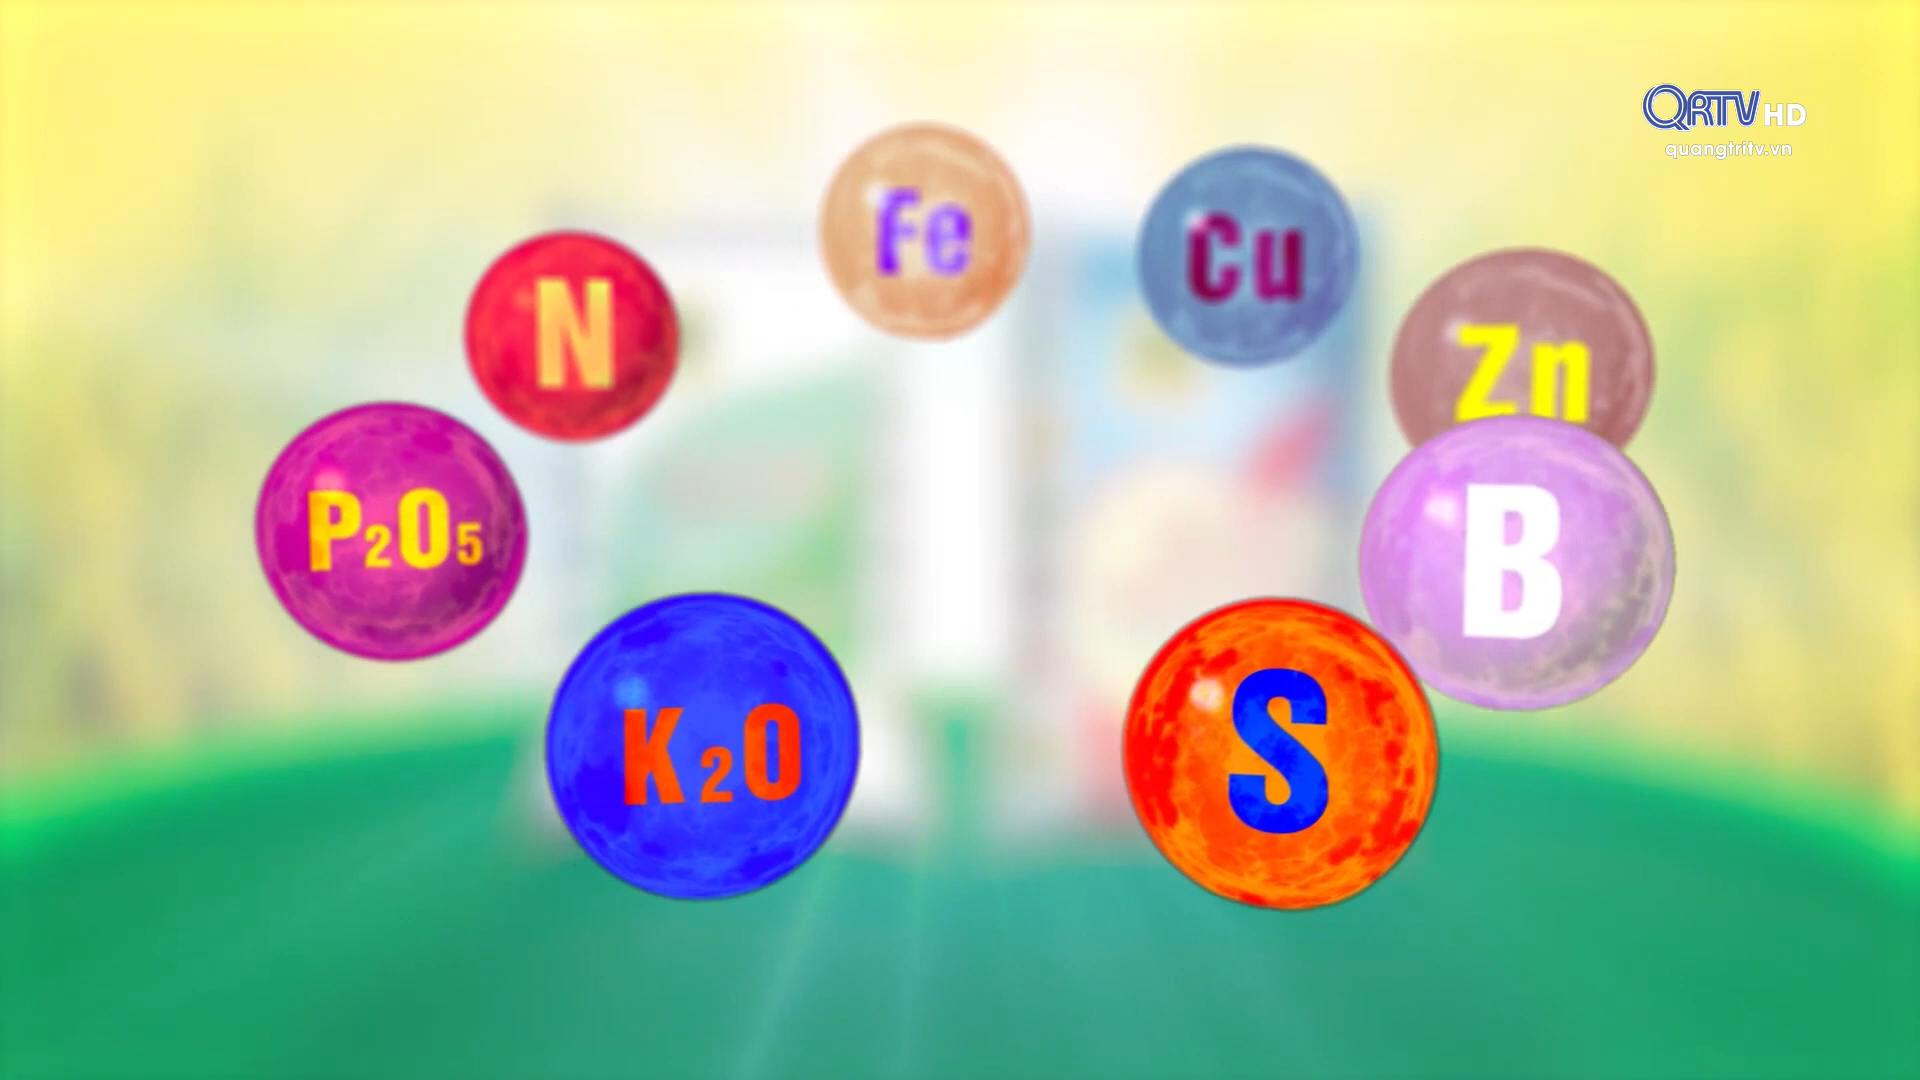 QRTV HD
quangtritv.vn
Fe
Cu
N
Zn
P₂O₅
B
K₂O
S